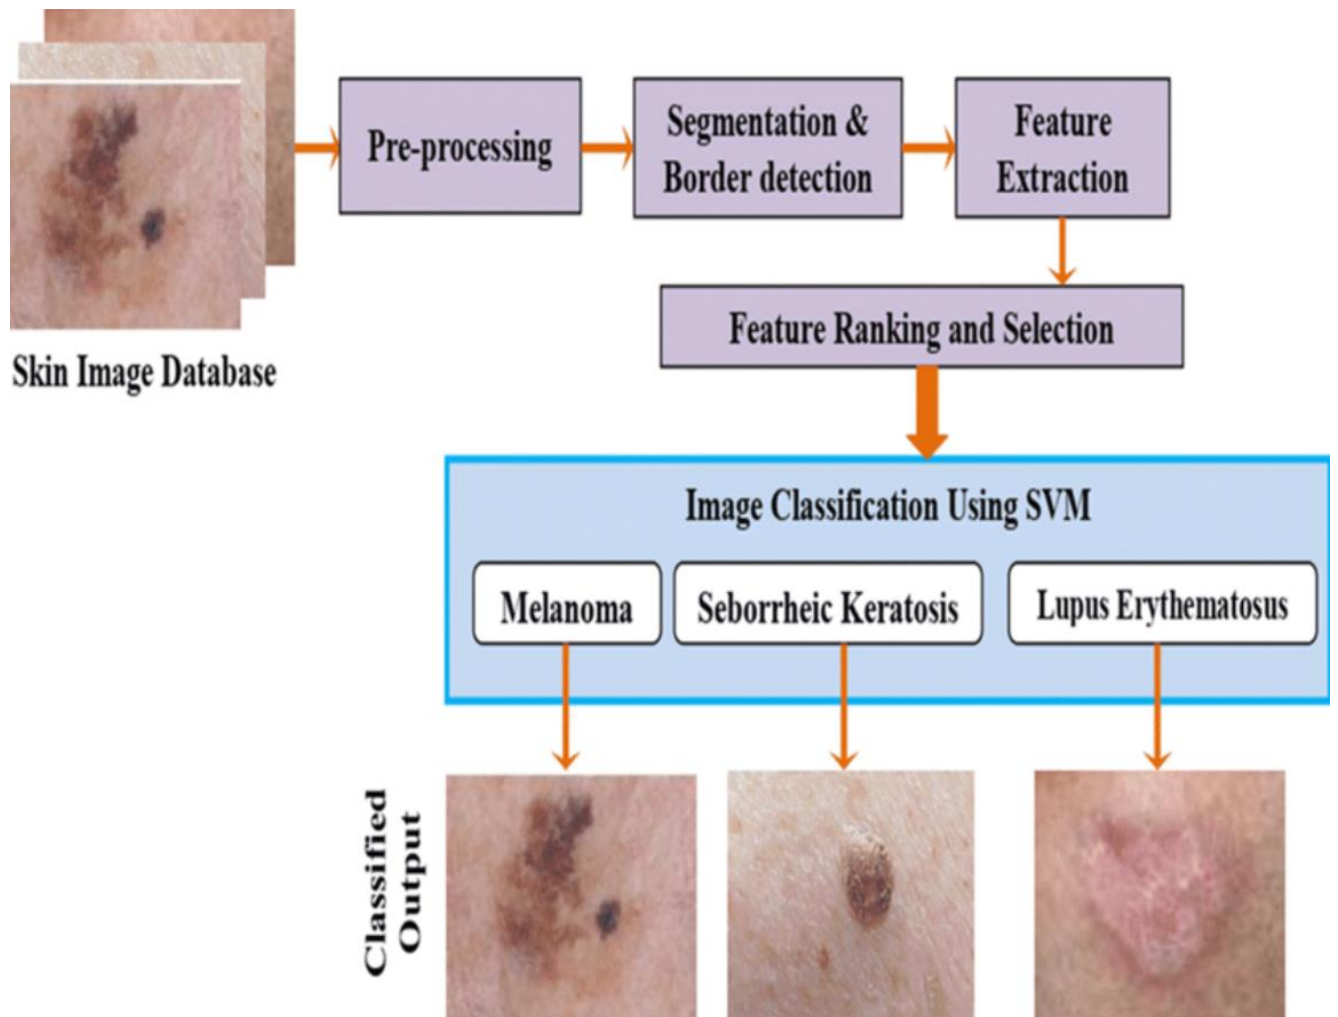 Pre-processing
Segmentation &
Border detection
Feature
Extraction
Skin Image Database
Feature Ranking and Selection
Image Classification Using SVM
Melanoma
Seborrheic Keratosis
Lupus Erythematosus
Classified
Output